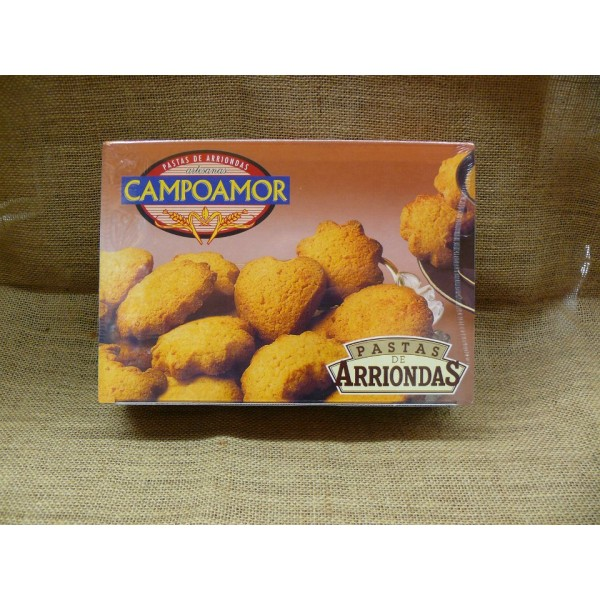 PASTAS DE ARRIONDAS
artesanas
CAMPOAMOR
PASTAS
DE
ARRIONDAS